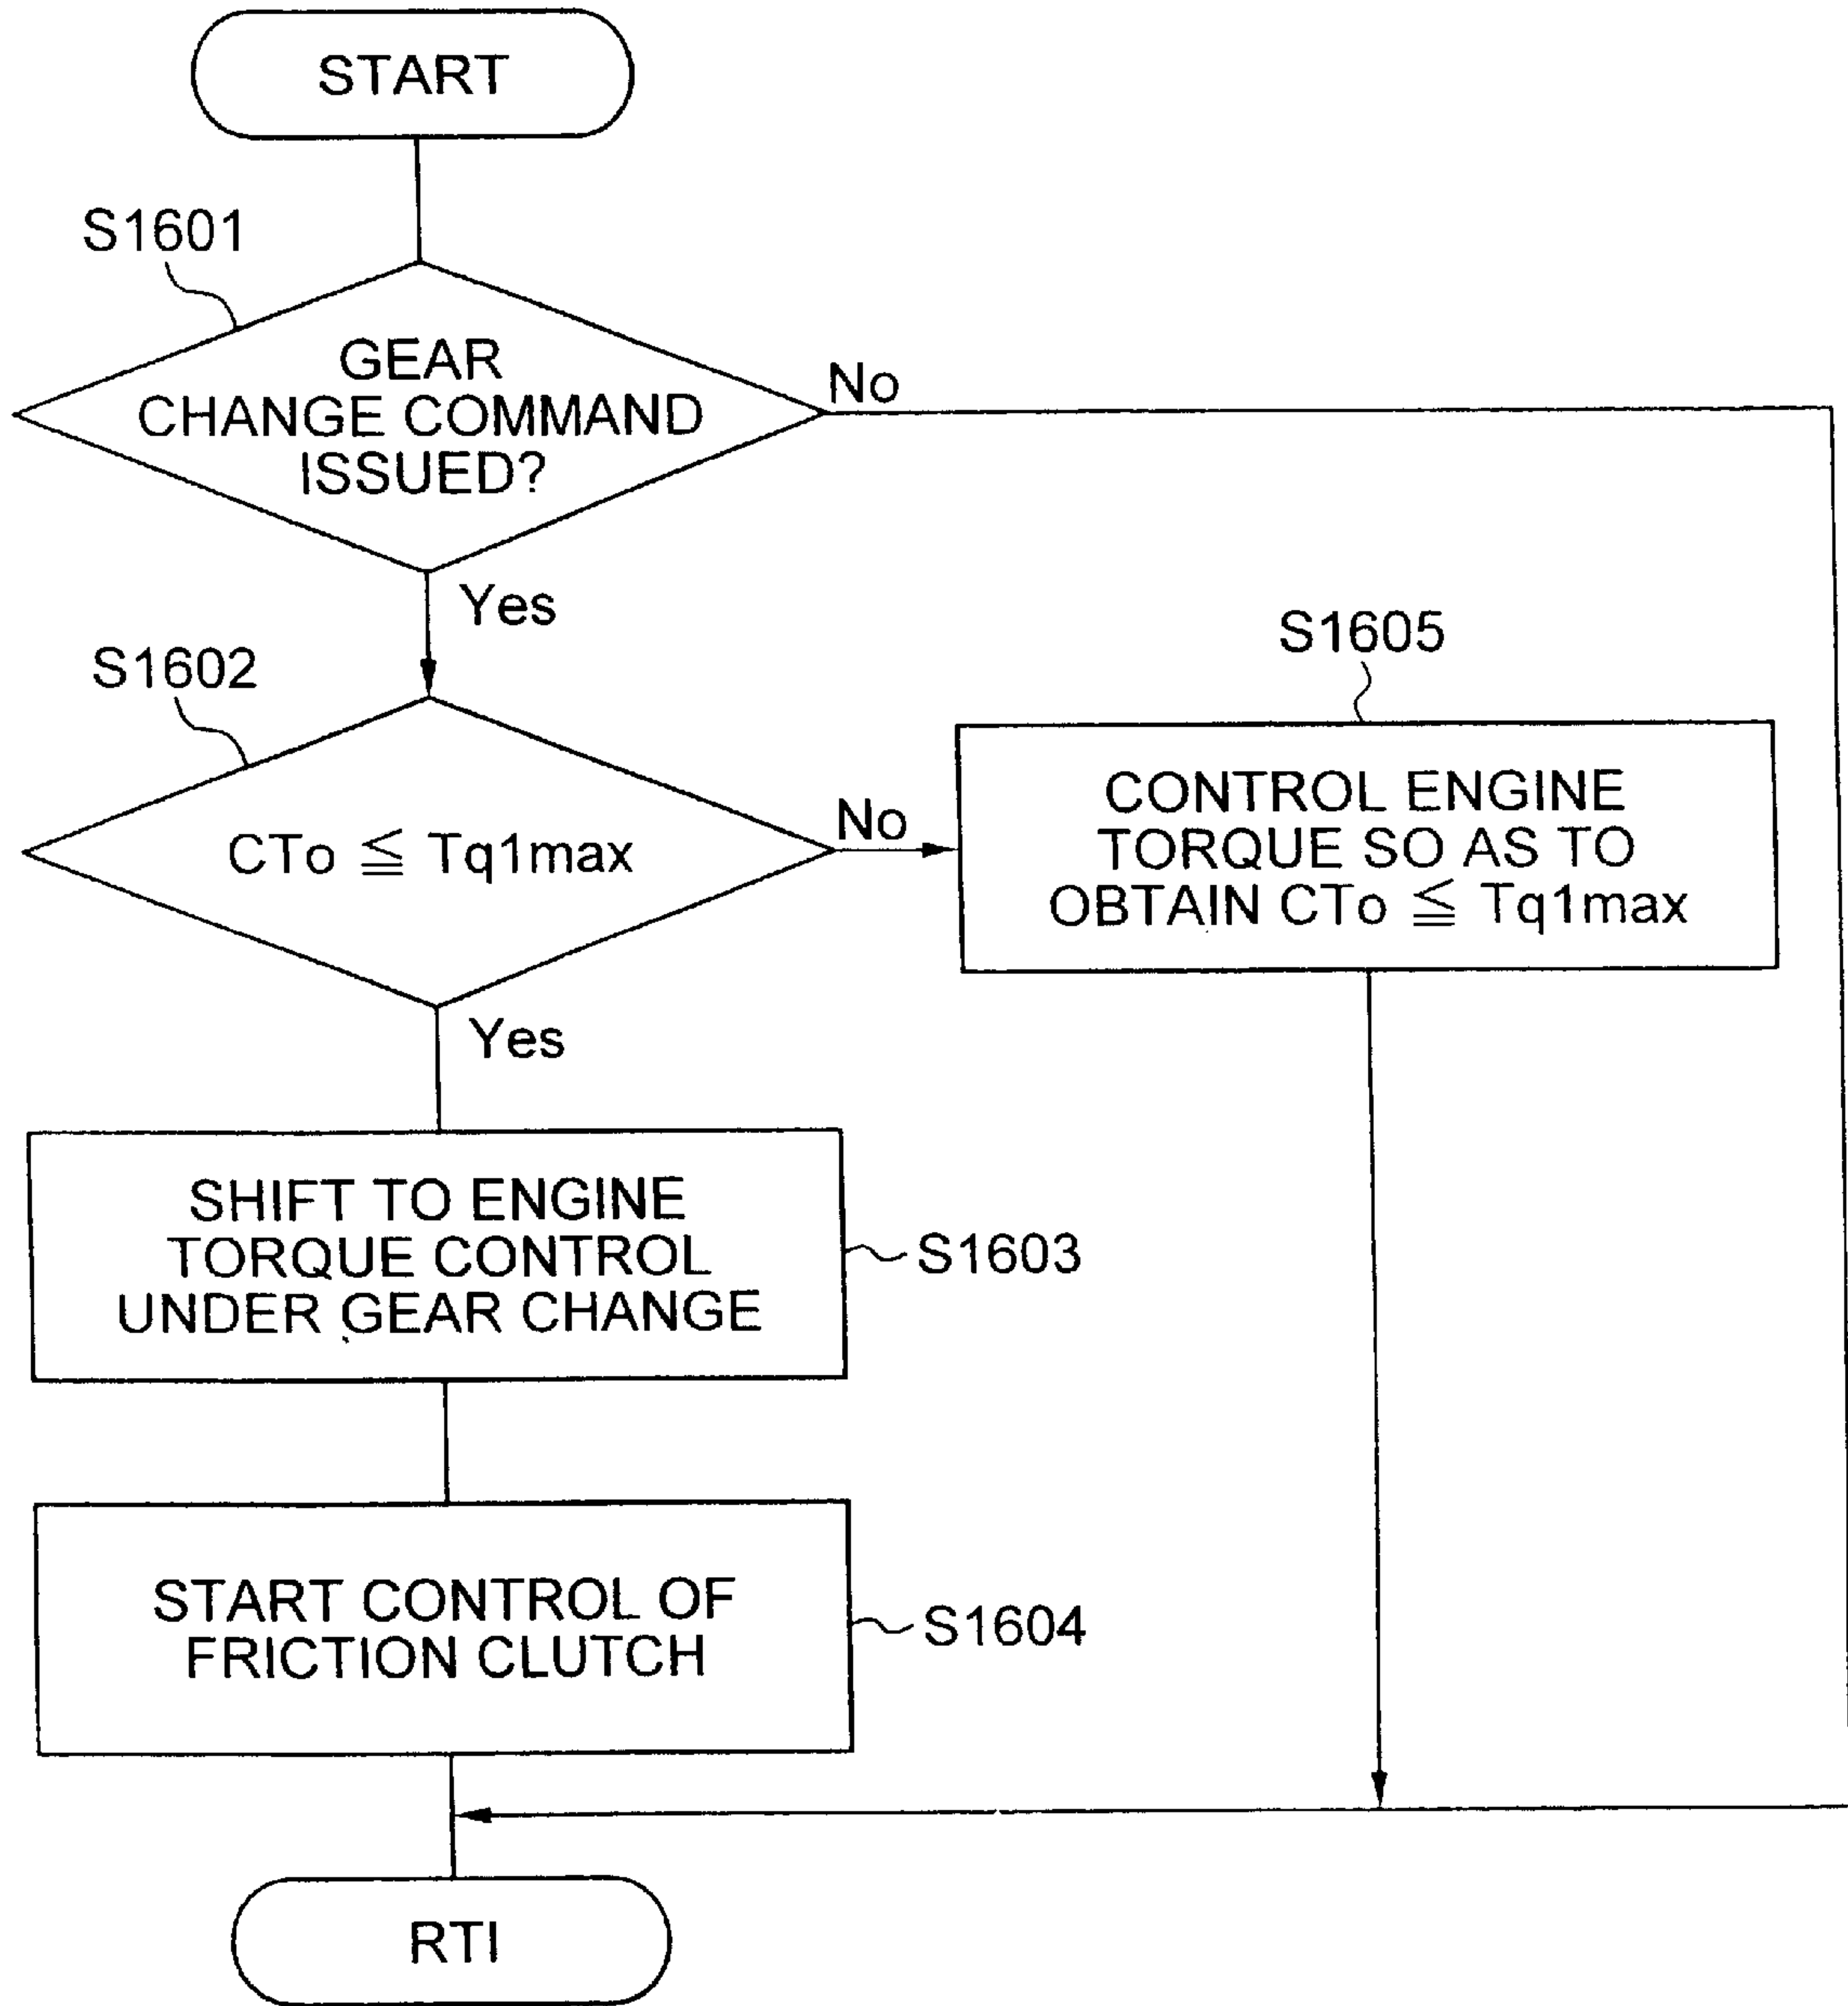 START
S1601
GEAR
CHANGE COMMAND
ISSUED?
No
Yes
S1602
CTo ≦ Tq1max
No
S1605
CONTROL ENGINE
TORQUE SO AS TO
OBTAIN CTo ≦ Tq1max
Yes
SHIFT TO ENGINE
TORQUE CONTROL
UNDER GEAR CHANGE
S1603
START CONTROL OF
FRICTION CLUTCH
S1604
RTI